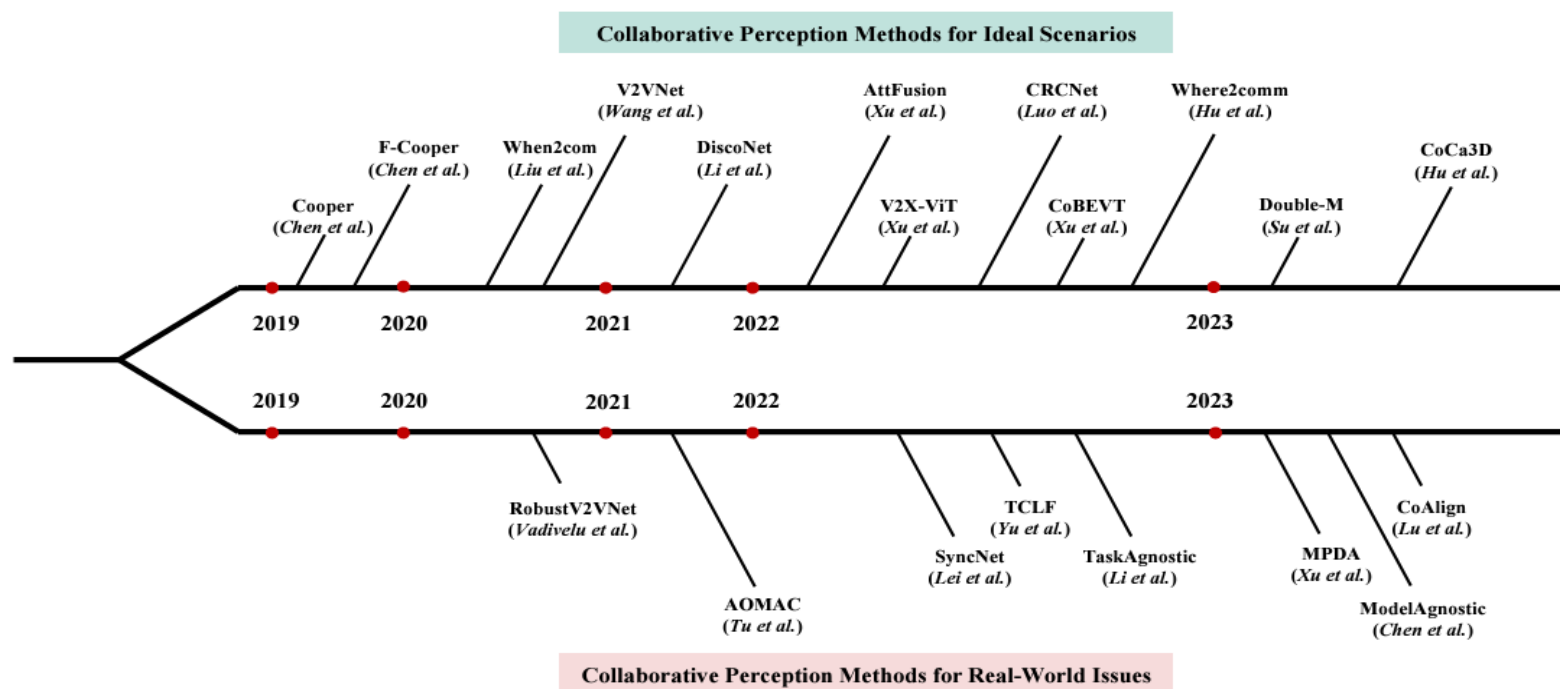 Collaborative Perception Methods for Ideal Scenarios
V2VNet
(Wang et al.)
AttFusion
(Xu et al.)
CRCNet
(Luo et al.)
Where2comm
(Hu et al.)
F-Cooper
(Chen et al.)
When2com
(Liu et al.)
DiscoNet
(Li et al.)
CoCa3D
(Hu et al.)
Cooper
(Chen et al.)
V2X-ViT
(Xu et al.)
CoBEVT
(Xu et al.)
Double-M
(Su et al.)
2019
2020
2021
2022
2023
2019
2020
2021
2022
2023
RobustV2VNet
(Vadivelu et al.)
TCLF
(Yu et al.)
CoAlign
(Lu et al.)
SyncNet
(Lei et al.)
TaskAgnostic
(Li et al.)
MPDA
(Xu et al.)
AOMAC
(Tu et al.)
ModelAgnostic
(Chen et al.)
Collaborative Perception Methods for Real-World Issues